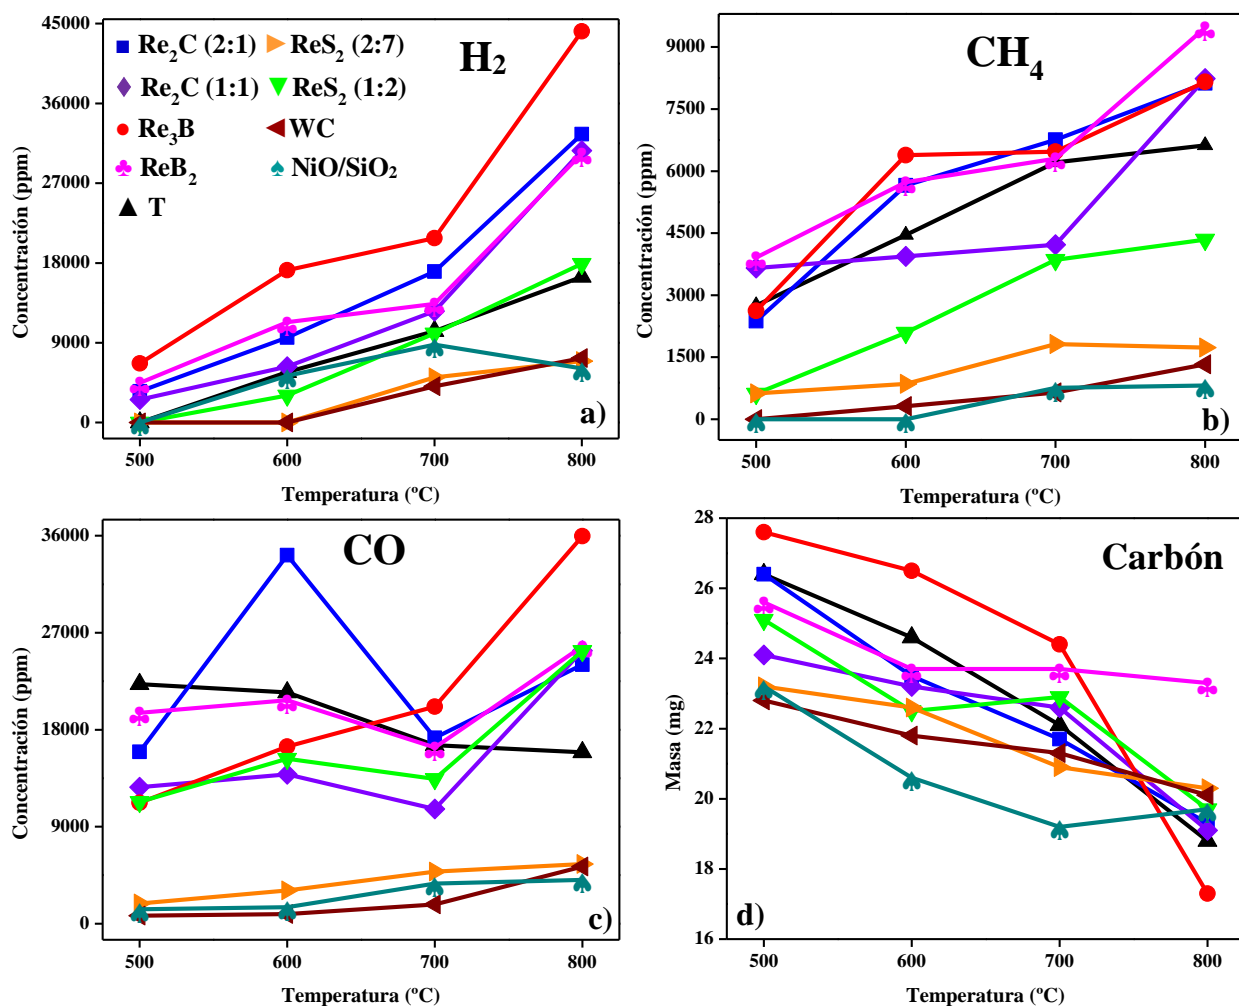 H₂
Re₂C (2:1)
ReS₂ (2:7)
Re₂C (1:1)
ReS₂ (1:2)
Re₃B
WC
ReB₂
NiO/SiO₂
T
45000
36000
27000
18000
9000
0
Concentración (ppm)
500 600 700 800
Temperatura (ºC)
a)
CH₄
9000
7500
6000
4500
3000
1500
0
Concentración (ppm)
500 600 700 800
Temperatura (ºC)
b)
CO
36000
27000
18000
9000
0
Concentración (ppm)
500 600 700 800
Temperatura (ºC)
c)
Carbón
28
26
24
22
20
18
16
Masa (mg)
500 600 700 800
Temperatura (ºC)
d)